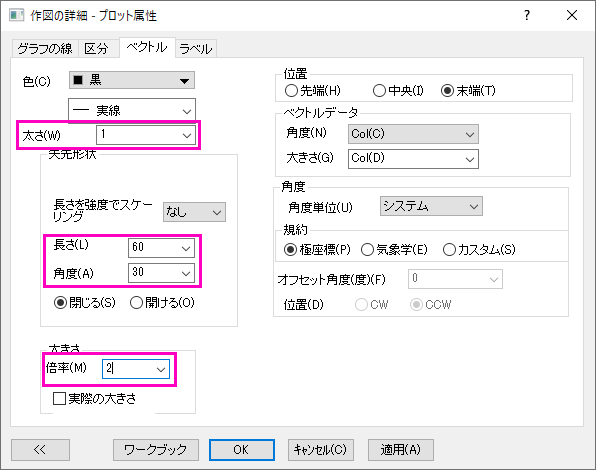 作図の詳細 - プロット属性
グラフの線 区分 ベクトル ラベル
色(C) 黒
実線
太さ(W) 1
矢先形状
長さを強度でスケー
リング なし
長さ(L) 60
角度(A) 30
閉じる(S) 開ける(O)
大きさ
倍率(M) 2
実際の大きさ
位置
先端(H) 中央(I) 末端(T)
ベクトルデータ
角度(N) Col(C)
大きさ(G) Col(D)
角度
角度単位(U) システム
規約
極座標(P) 気象学(E) カスタム(S)
オフセット角度(度)(F) 0
位置(D) CW CCW
<< ワークブック OK ｷｬﾝｾﾙ(C) 適用(A)